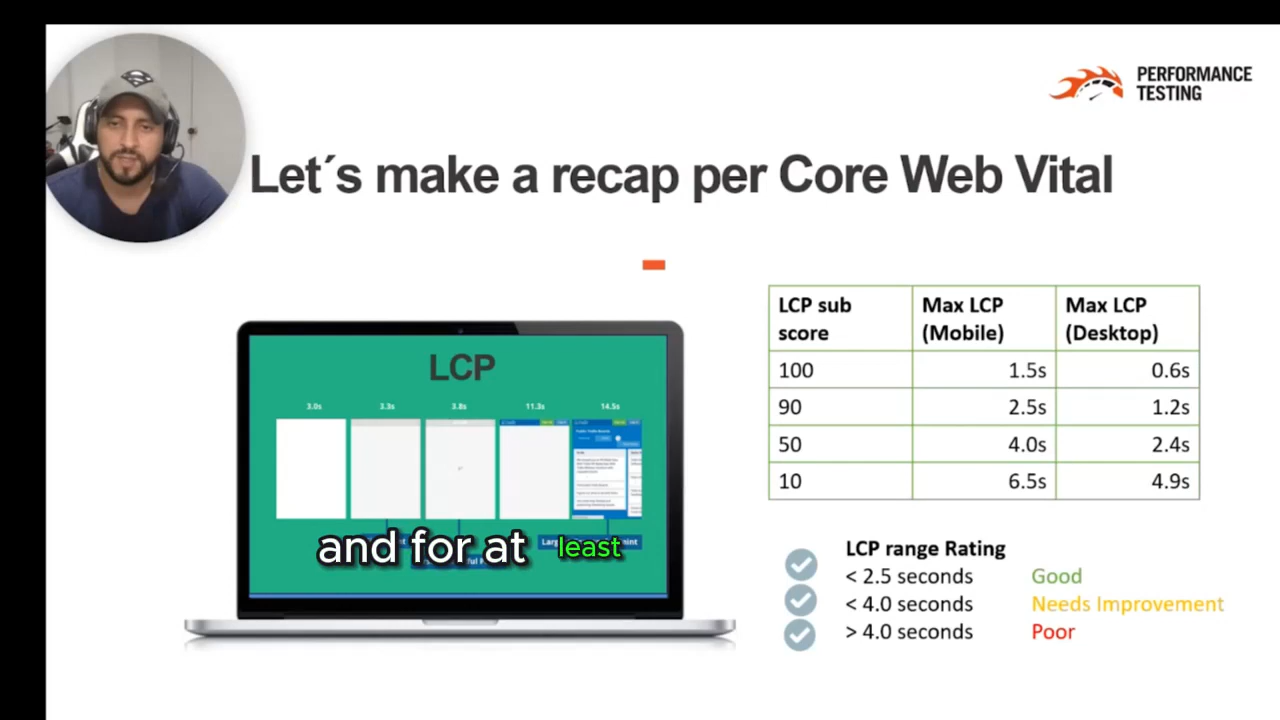 PERFORMANCE
TESTING
Let´s make a recap per Core Web Vital
LCP
3.0s 3.3s 3.8s 11.3s 14.5s
and for at least
LCP sub score Max LCP (Mobile) Max LCP (Desktop)
100 1.5s 0.6s
90 2.5s 1.2s
50 4.0s 2.4s
10 6.5s 4.9s
LCP range Rating
< 2.5 seconds Good
< 4.0 seconds Needs Improvement
> 4.0 seconds Poor